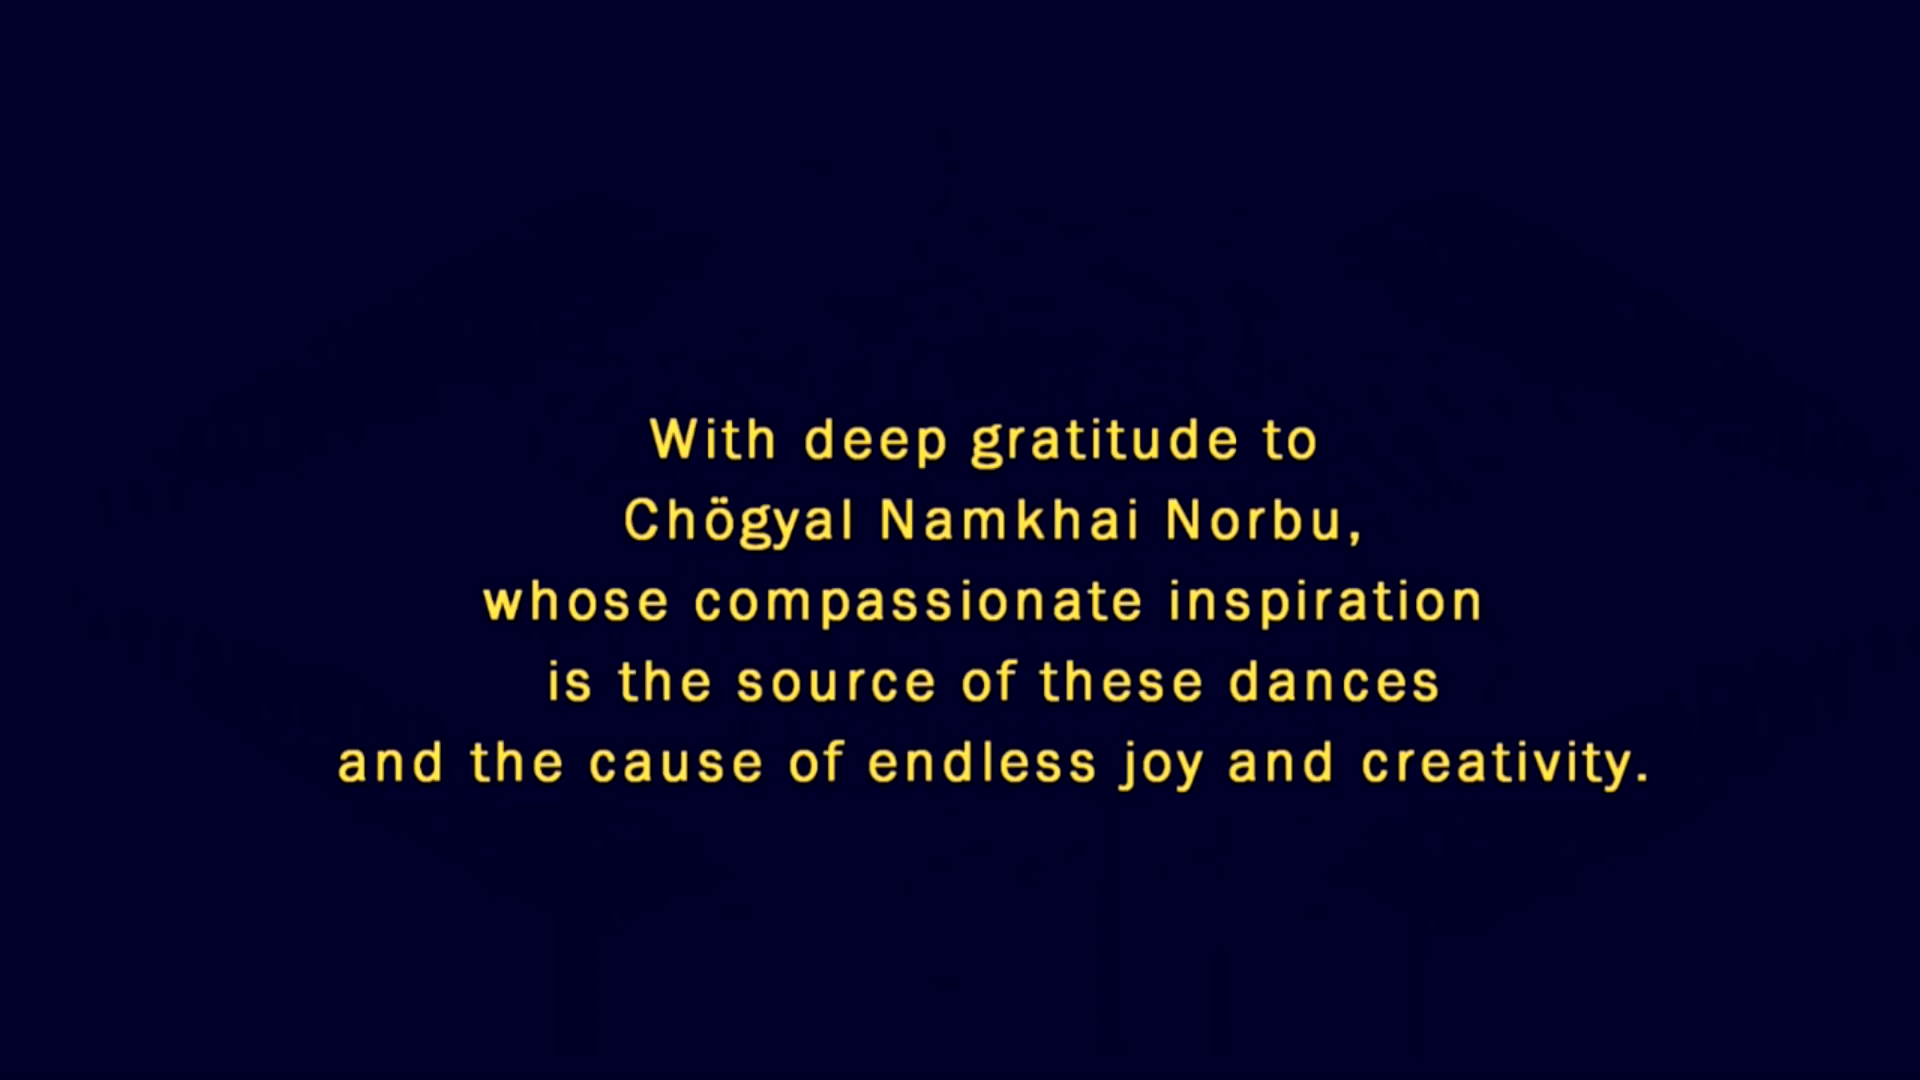 With deep gratitude to
Chögyal Namkhai Norbu,
whose compassionate inspiration
is the source of these dances
and the cause of endless joy and creativity.